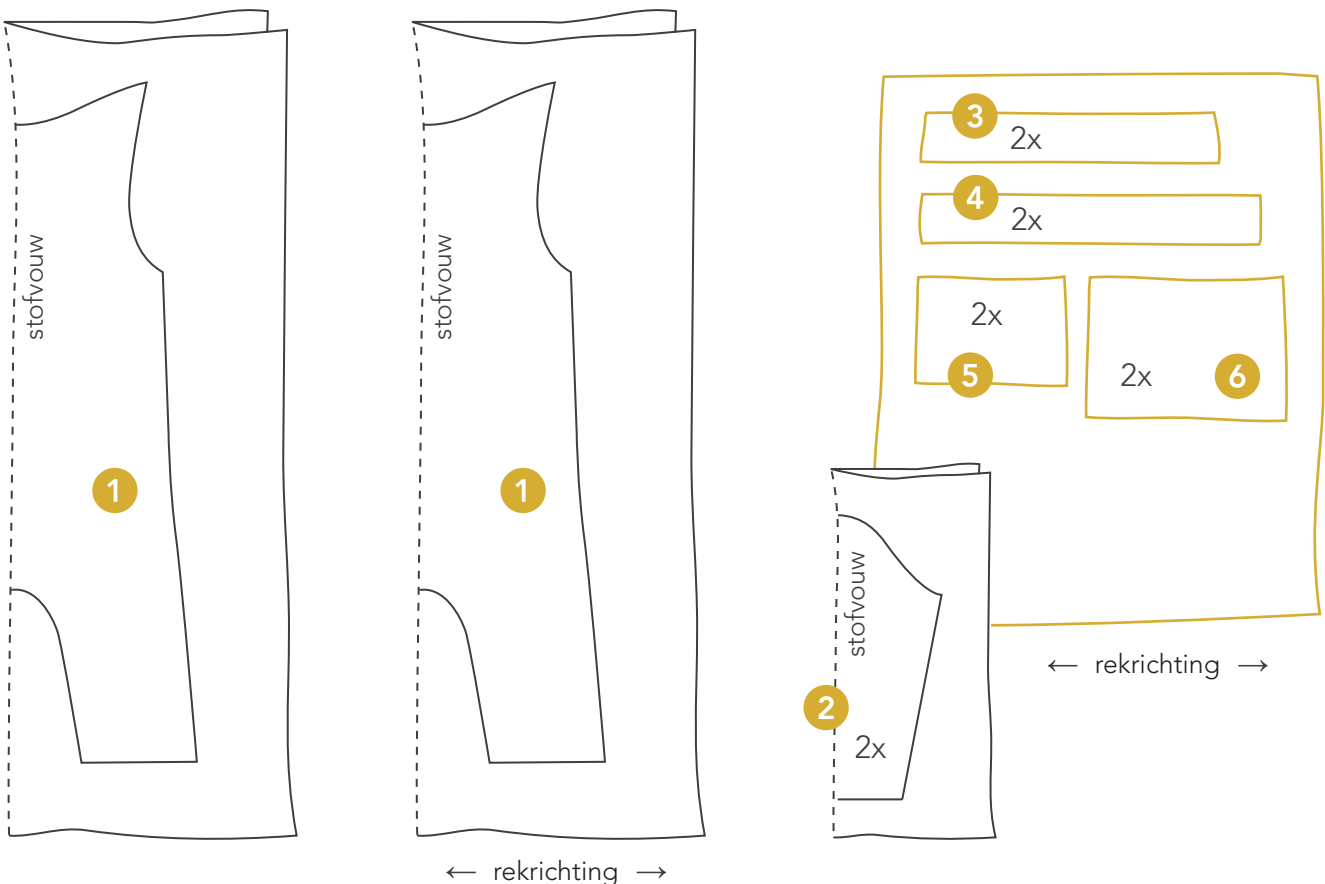 stofvouw
1
stofvouw
1
← rekrichting →
3
2x
4
2x
2x
5
2x
6
← rekrichting →
stofvouw
2
2x